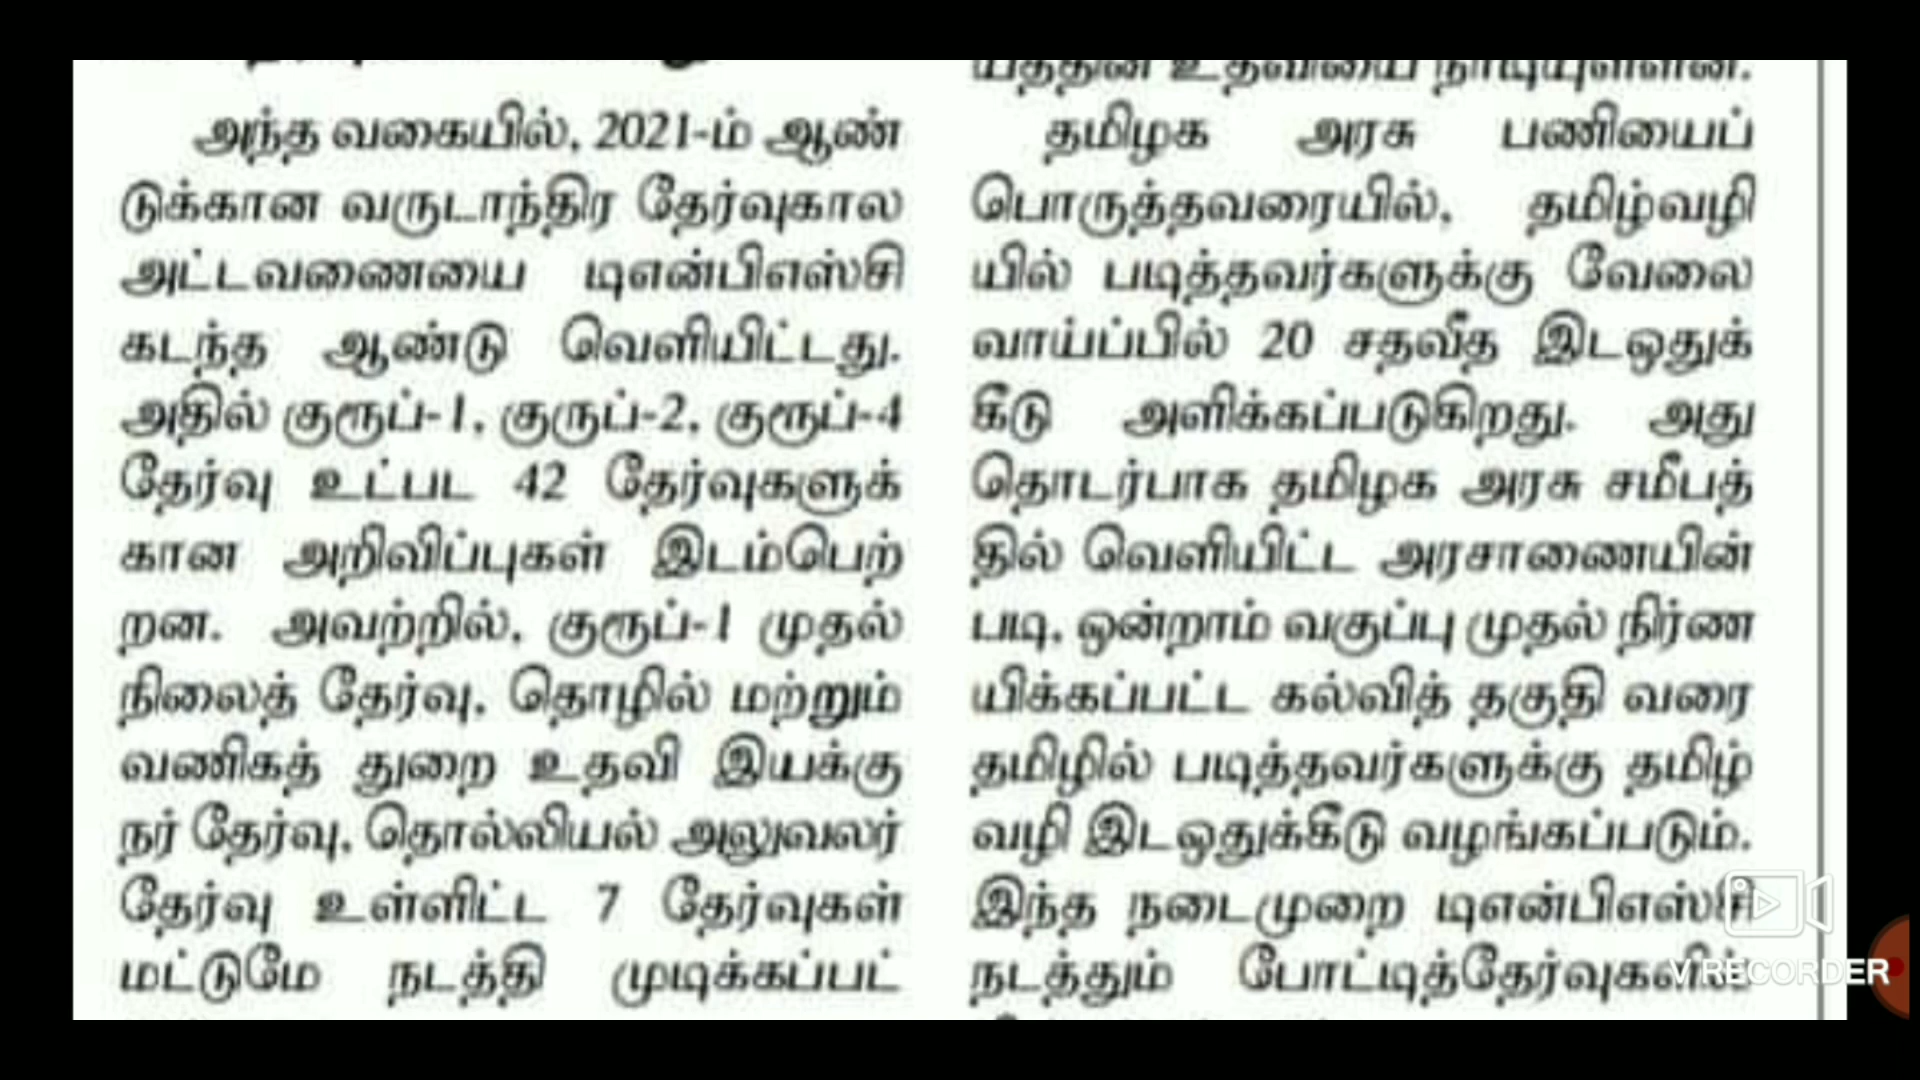 அந்த வகையில், 2021-ம் ஆண்
டுக்கான வருடாந்திர தேர்வுகால
அட்டவணையை டிஎன்பிஎஸ்சி
கடந்த ஆண்டு வெளியிட்டது.
அதில் குரூப்-1, குருப்-2, குரூப்-4
தேர்வு உட்பட 42 தேர்வுகளுக்
கான அறிவிப்புகள் இடம்பெற்
றன. அவற்றில், குரூப்-1 முதல்
நிலைத் தேர்வு, தொழில் மற்றும்
வணிகத் துறை உதவி இயக்கு
நர் தேர்வு, தொல்லியல் அலுவலர்
தேர்வு உள்ளிட்ட 7 தேர்வுகள்
மட்டுமே நடத்தி முடிக்கப்பட்
யத்தின் உதவியை நாடியுள்ளன.
தமிழக அரசு பணியைப்
பொருத்தவரையில், தமிழ்வழி
யில் படித்தவர்களுக்கு வேலை
வாய்ப்பில் 20 சதவீத இடஒதுக்
கீடு அளிக்கப்படுகிறது. அது
தொடர்பாக தமிழக அரசு சமீபத்
தில் வெளியிட்ட அரசாணையின்
படி, ஒன்றாம் வகுப்பு முதல் நிர்ண
யிக்கப்பட்ட கல்வித் தகுதி வரை
தமிழில் படித்தவர்களுக்கு தமிழ்
வழி இடஒதுக்கீடு வழங்கப்படும்.
இந்த நடைமுறை டிஎன்பிஎஸ்சி
நடத்தும் போட்டித்தேர்வுகளில்
V RECORDER